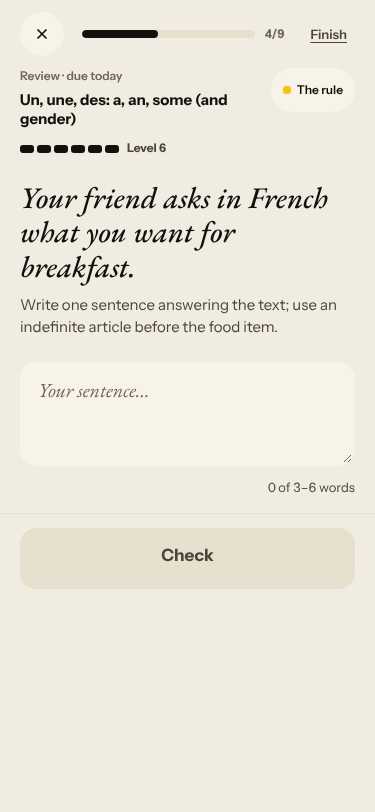 4/9
Finish
Review · due today
Un, une, des: a, an, some (and
gender)
The rule
Level 6
Your friend asks in French
what you want for
breakfast.
Write one sentence answering the text; use an
indefinite article before the food item.
Your sentence...
0 of 3–6 words
Check